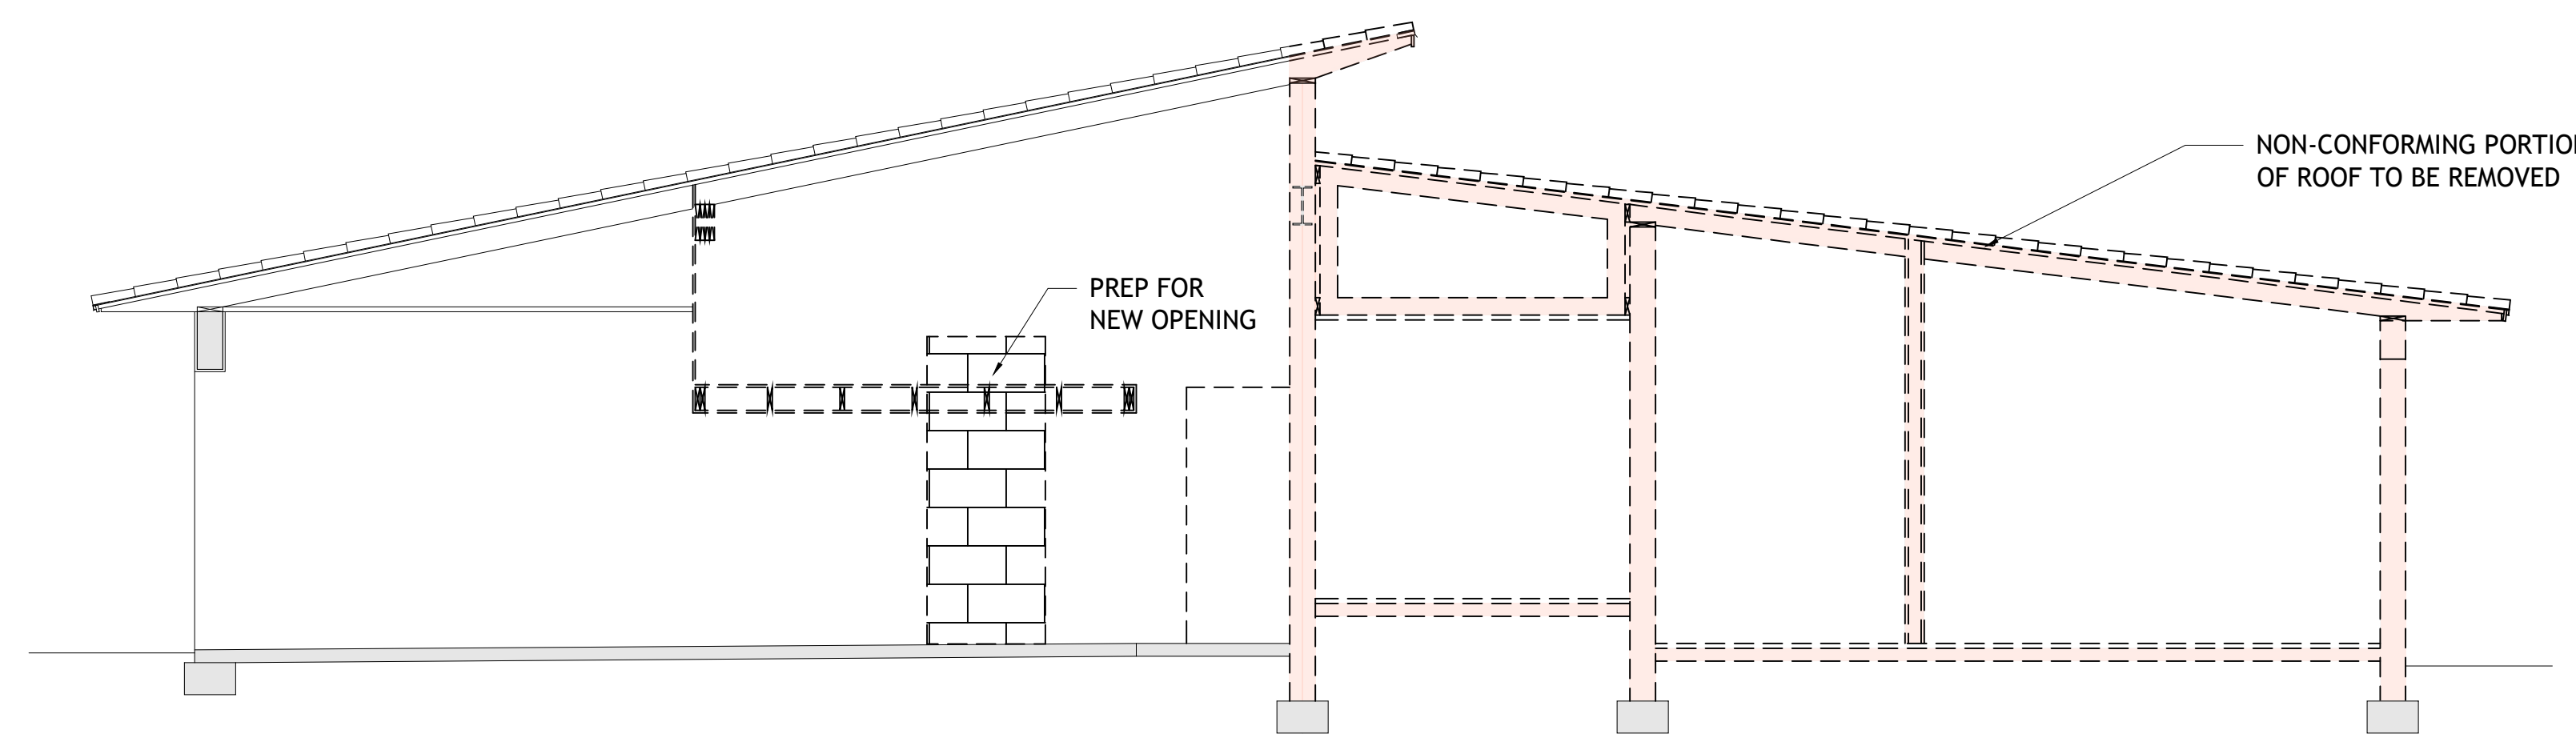 NON-CONFORMING PORTIO
OF ROOF TO BE REMOVED
PREP FOR
NEW OPENING